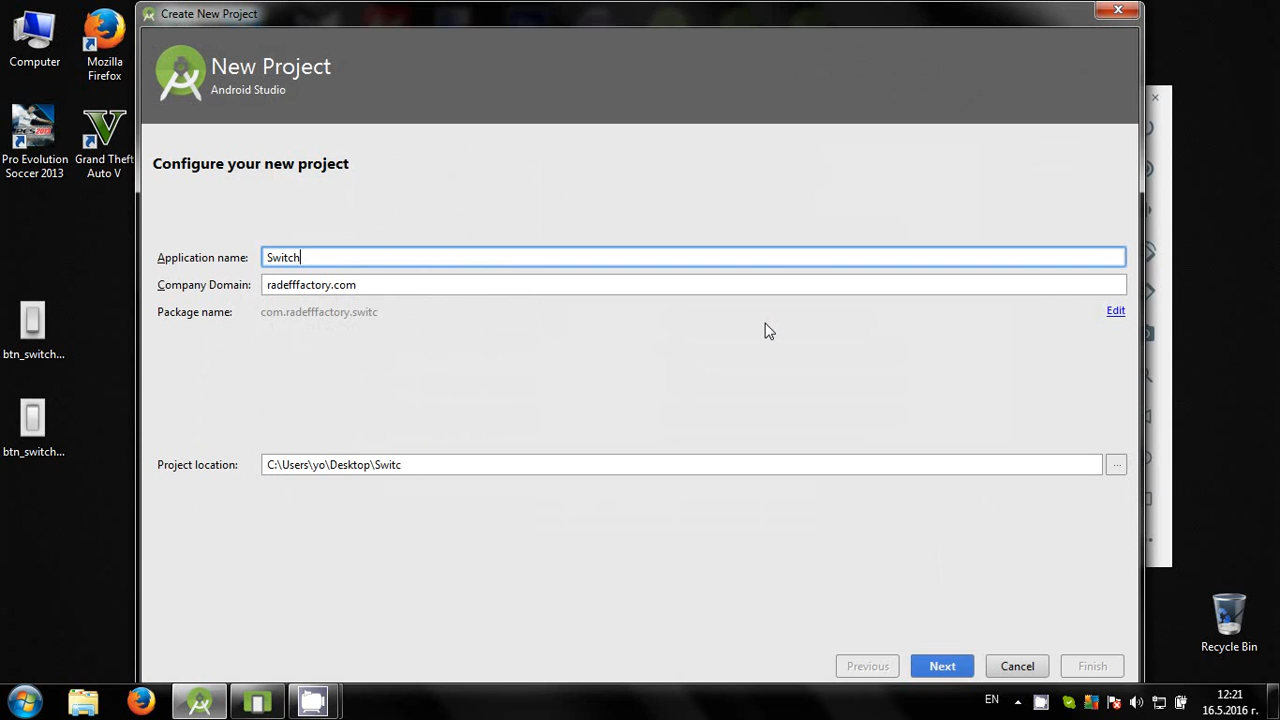 Create New Project
Computer
Mozilla
Firefox
New Project
Android Studio
Pro Evolution
Soccer 2013
Grand Theft
Auto V
Configure your new project
Application name:
Switch
Company Domain:
radefffactory.com
Package name:
com.radefffactory.switc
Edit
btn_switch...
btn_switch...
Project location:
C:\Users\yo\Desktop\Switc
...
Recycle Bin
Previous
Next
Cancel
Finish
EN
12:21
16.5.2016 г.